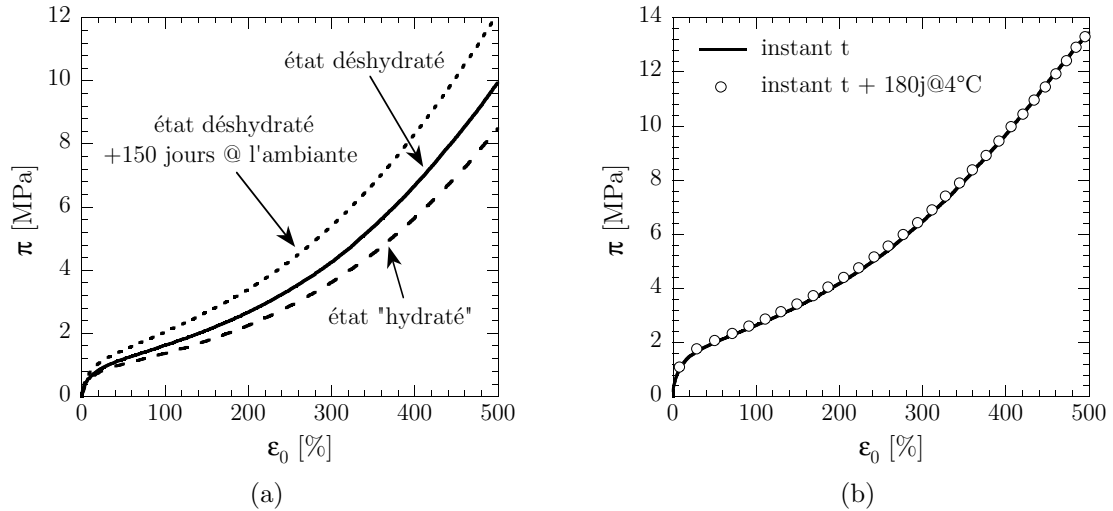 12
10
8
6
4
2
0
π [MPa]
état déshydraté
état déshydraté
+150 jours @ l'ambiante
état "hydraté"
0 100 200 300 400 500
ε₀ [%]
(a)
14
12
10
8
6
4
2
0
π [MPa]
instant t
instant t + 180j@4°C
0 100 200 300 400 500
ε₀ [%]
(b)